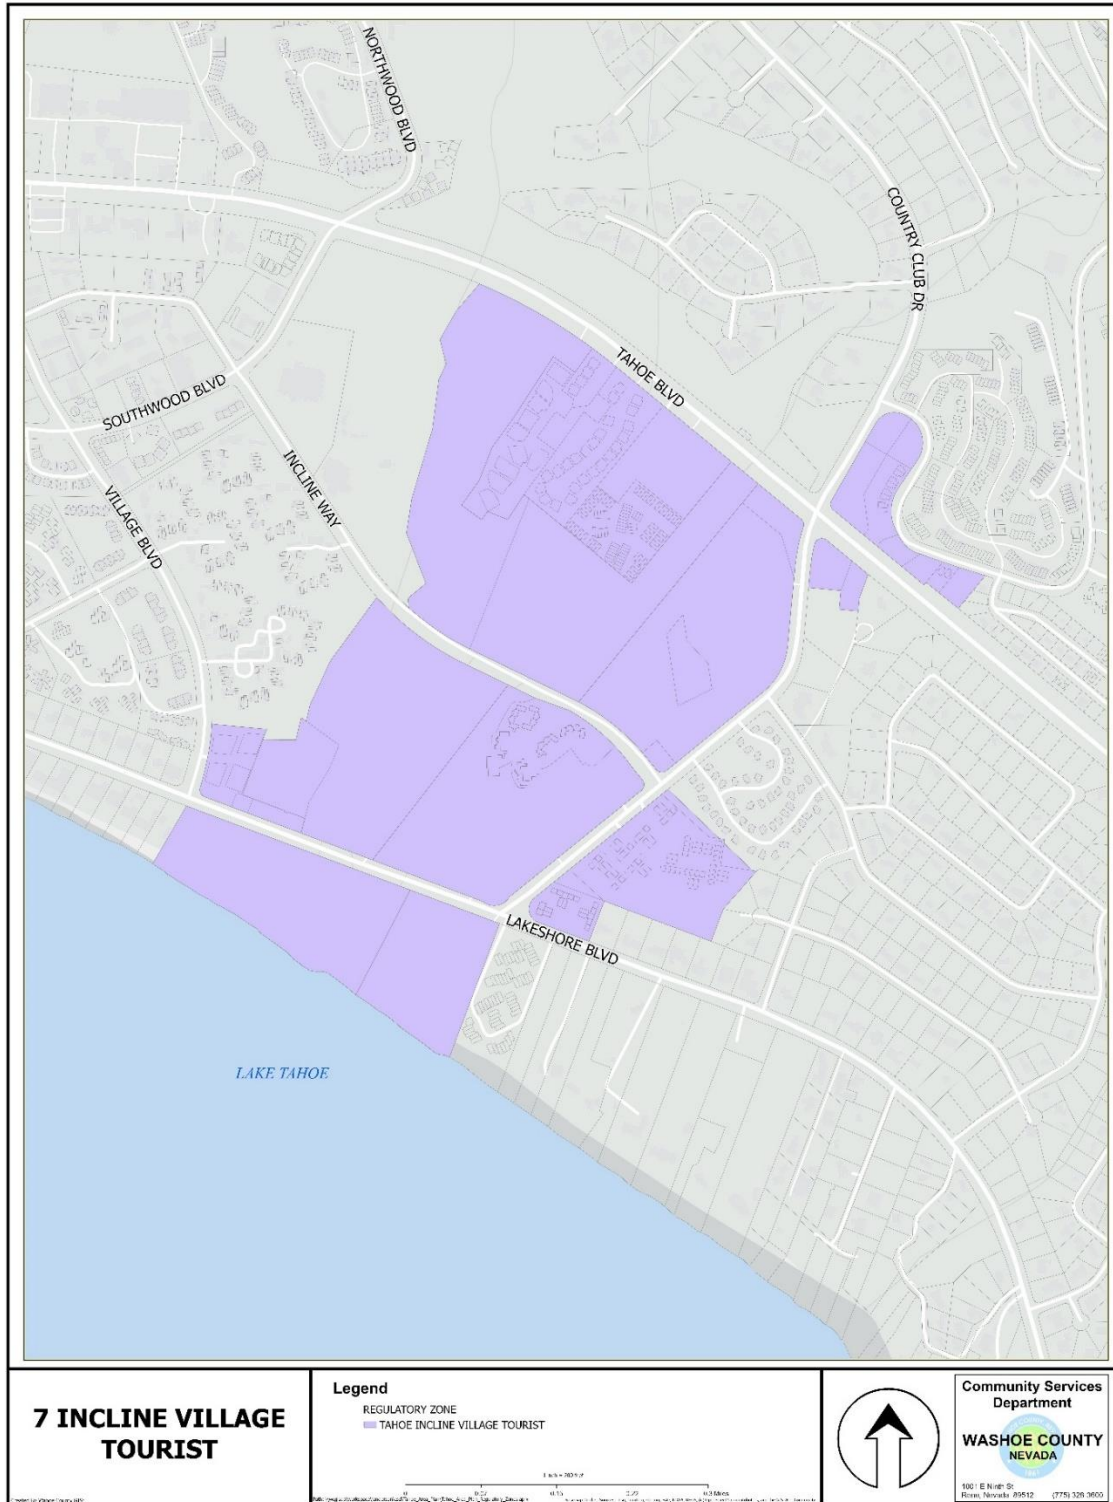 NORTHWOOD BLVD
COUNTRY CLUB DR
TAHOE BLVD
SOUTHWOOD BLVD
INCLINE WAY
VILLAGE BLVD
LAKESHORE BLVD
LAKE TAHOE
7 INCLINE VILLAGE
TOURIST
Legend
REGULATORY ZONE
TAHOE INCLINE VILLAGE TOURIST
Community Services
Department
WASHOE COUNTY
NEVADA
1001 E Ninth St
Reno, Nevada 89512 (775) 328-3600